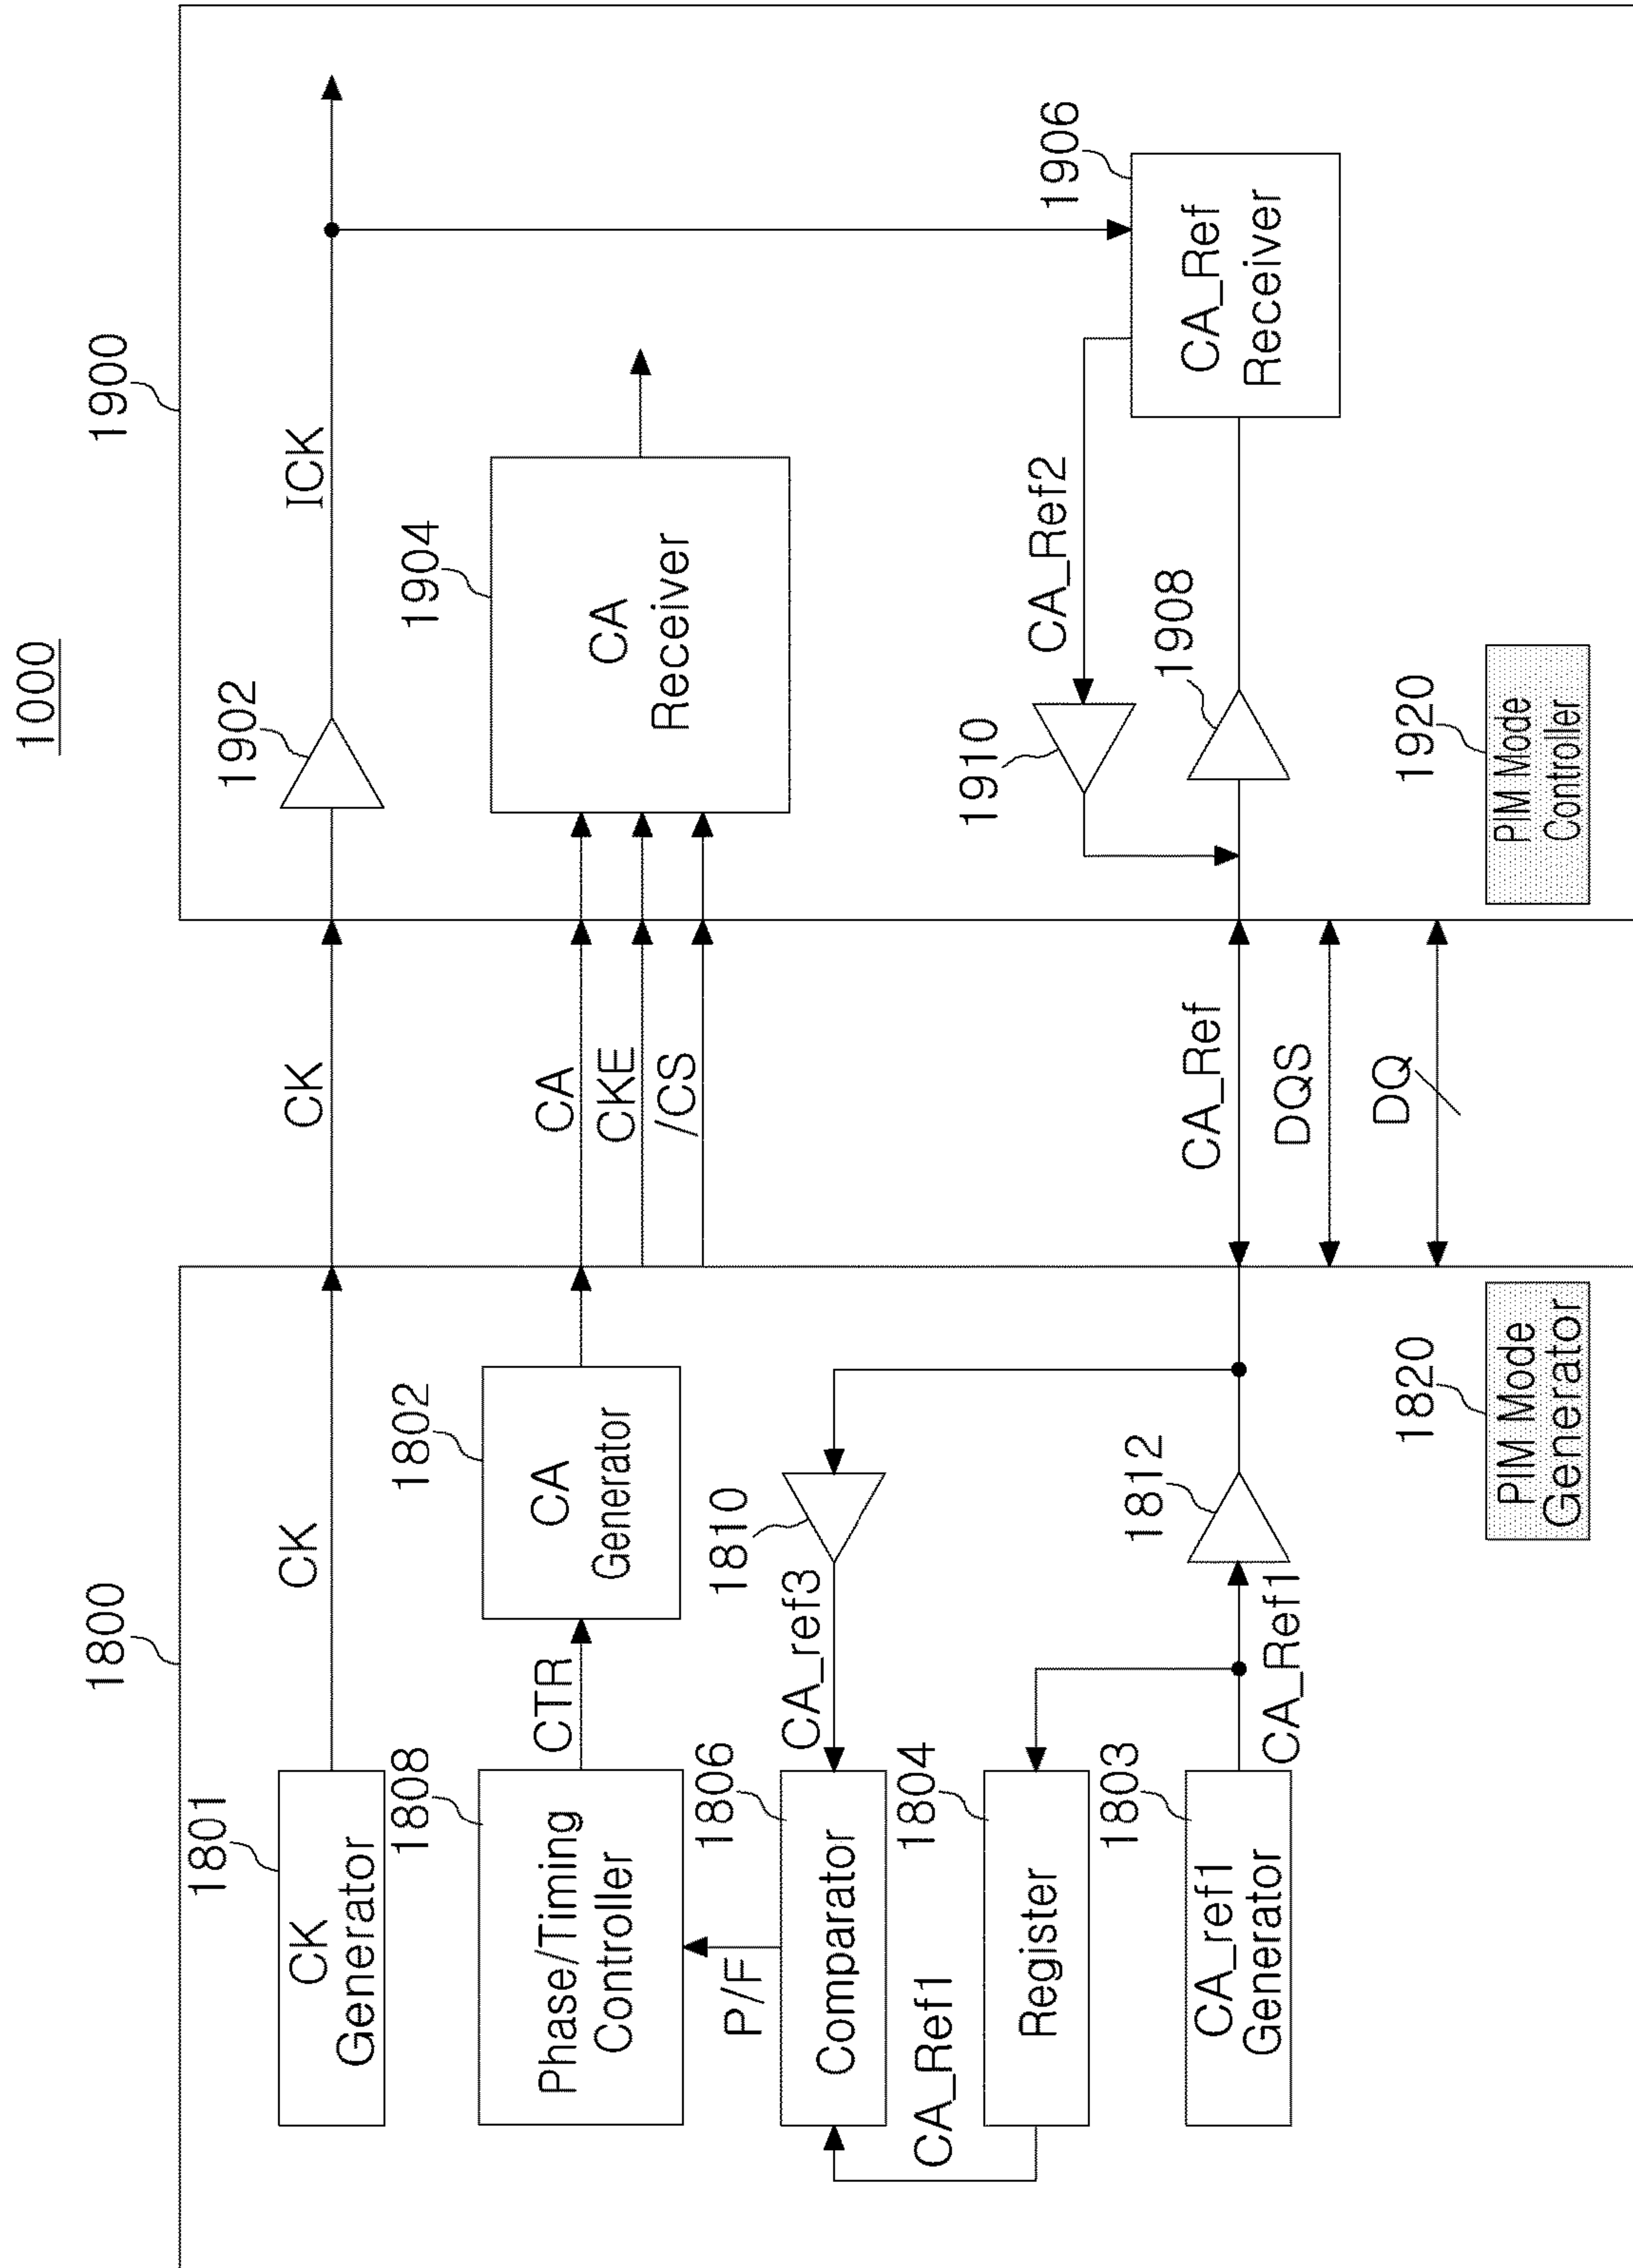 1000
1800
1900
1801
CK
Generator
CK
CK
1902
ICK
1808
Phase/Timing
Controller
CTR
1802
CA
Generator
CA
CKE
/CS
1904
CA
Receiver
P/F
1806
Comparator
CA_ref3
1810
CA_Ref1
1804
Register
1803
CA_ref1
Generator
CA_Ref1
1812
CA_Ref
DQS
DQ
1910
CA_Ref2
1908
1906
CA_Ref
Receiver
1820
PIM Mode
Generator
1920
PIM Mode
Controller